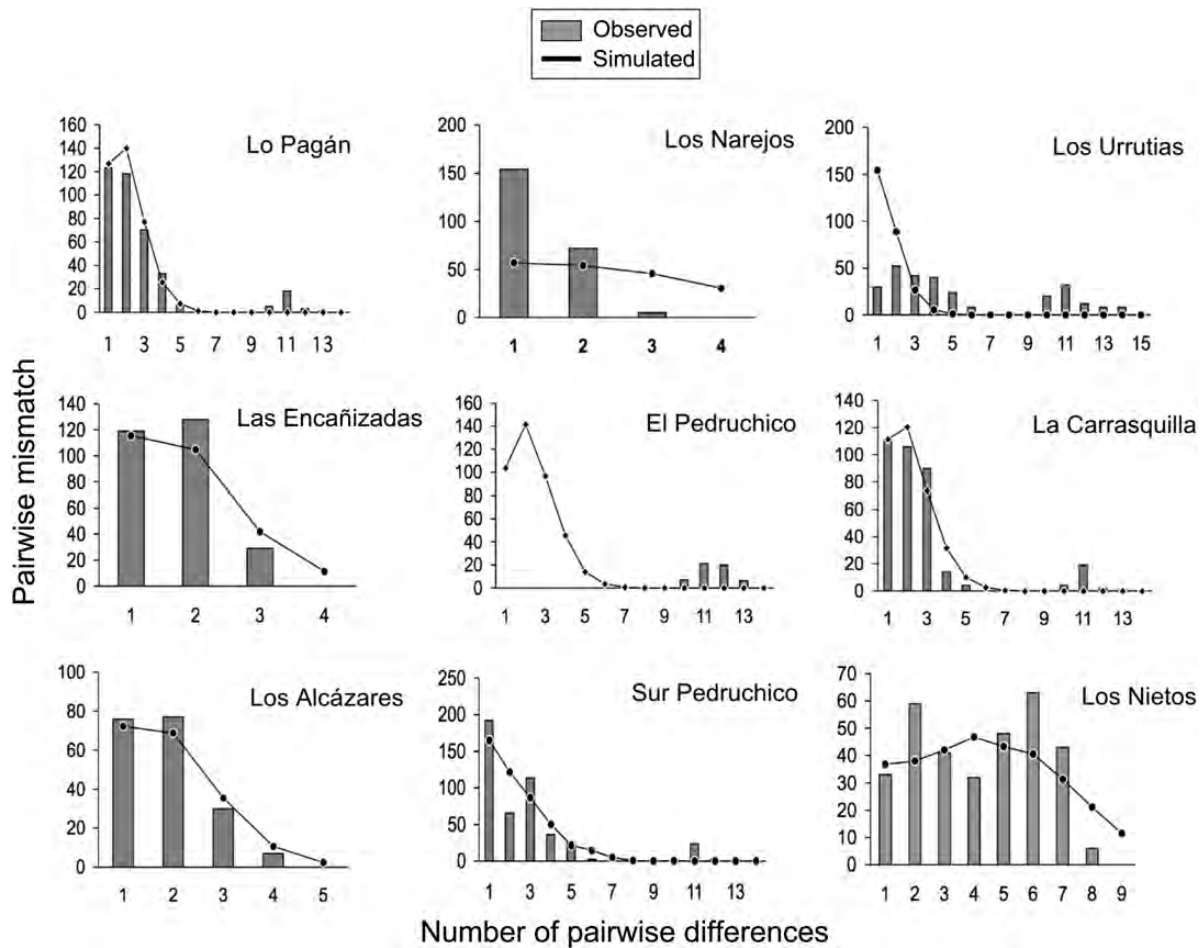 Observed
Simulated
Pairwise mismatch
Lo Pagán
160
140
120
100
80
60
40
20
0
1 3 5 7 9 11 13
Los Narejos
200
150
100
50
0
1 2 3 4
Los Urrutias
200
150
100
50
0
1 3 5 7 9 11 13 15
Las Encañizadas
140
120
100
80
60
40
20
0
1 2 3 4
El Pedruchico
160
140
120
100
80
60
40
20
0
1 3 5 7 9 11 13
La Carrasquilla
140
120
100
80
60
40
20
0
1 3 5 7 9 11 13
Los Alcázares
100
80
60
40
20
0
1 2 3 4 5
Sur Pedruchico
250
200
150
100
50
0
1 3 5 7 9 11 13
Los Nietos
70
60
50
40
30
20
10
0
1 2 3 4 5 6 7 8 9
Number of pairwise differences